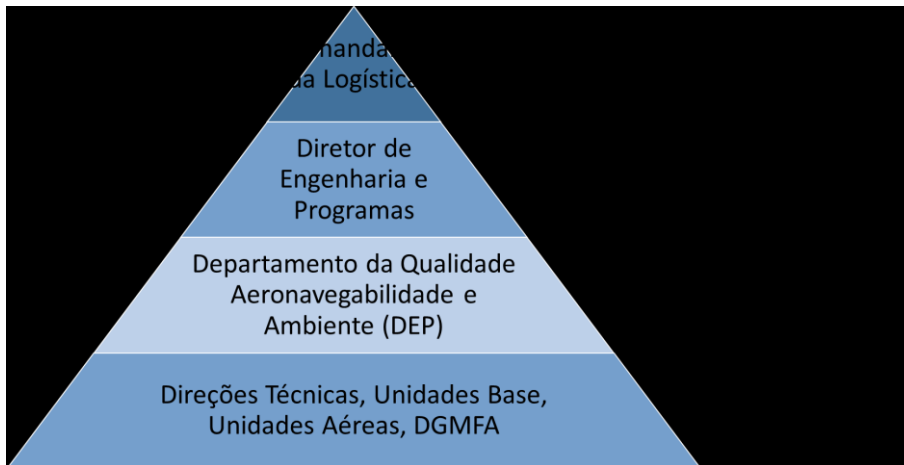 da Logística
Diretor de
Engenharia e
Programas
Departamento da Qualidade
Aeronavegabilidade e
Ambiente (DEP)
Direções Técnicas, Unidades Base,
Unidades Aéreas, DGMFA